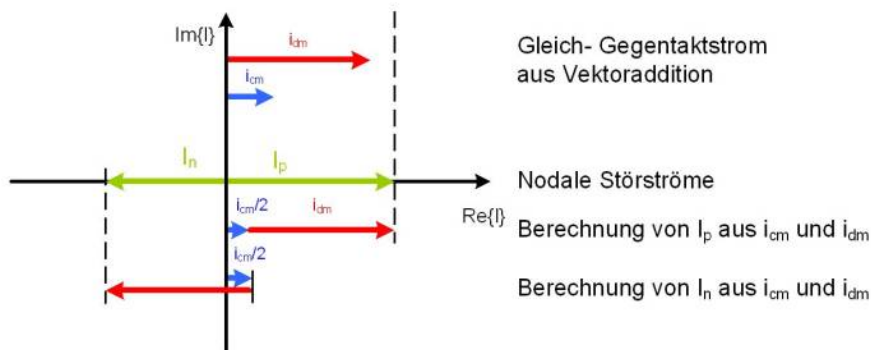 Im{I}
i_dm
i_cm
Gleich- Gegentaktstrom
aus Vektoraddition
I_n
I_p
Nodale Störströme
i_cm/2
i_dm
Re{I}
Berechnung von I_p aus i_cm und i_dm
i_cm/2
Berechnung von I_n aus i_cm und i_dm